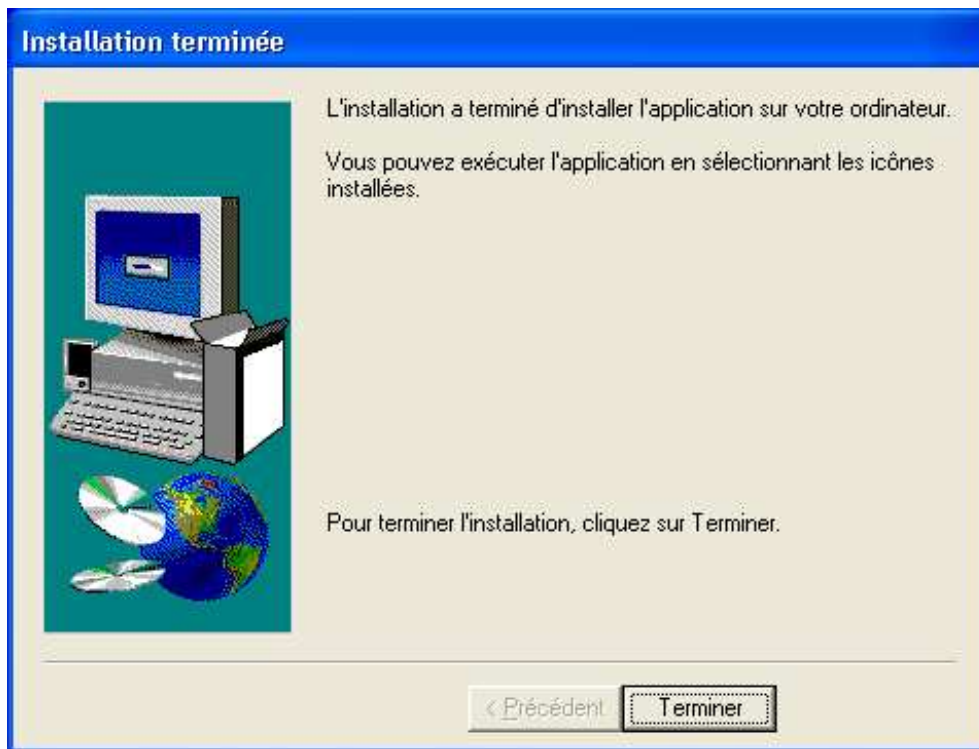 Installation terminée
L'installation a terminé d'installer l'application sur votre ordinateur.
Vous pouvez exécuter l'application en sélectionnant les icônes
installées.
Pour terminer l'installation, cliquez sur Terminer.
< Précédent
Terminer